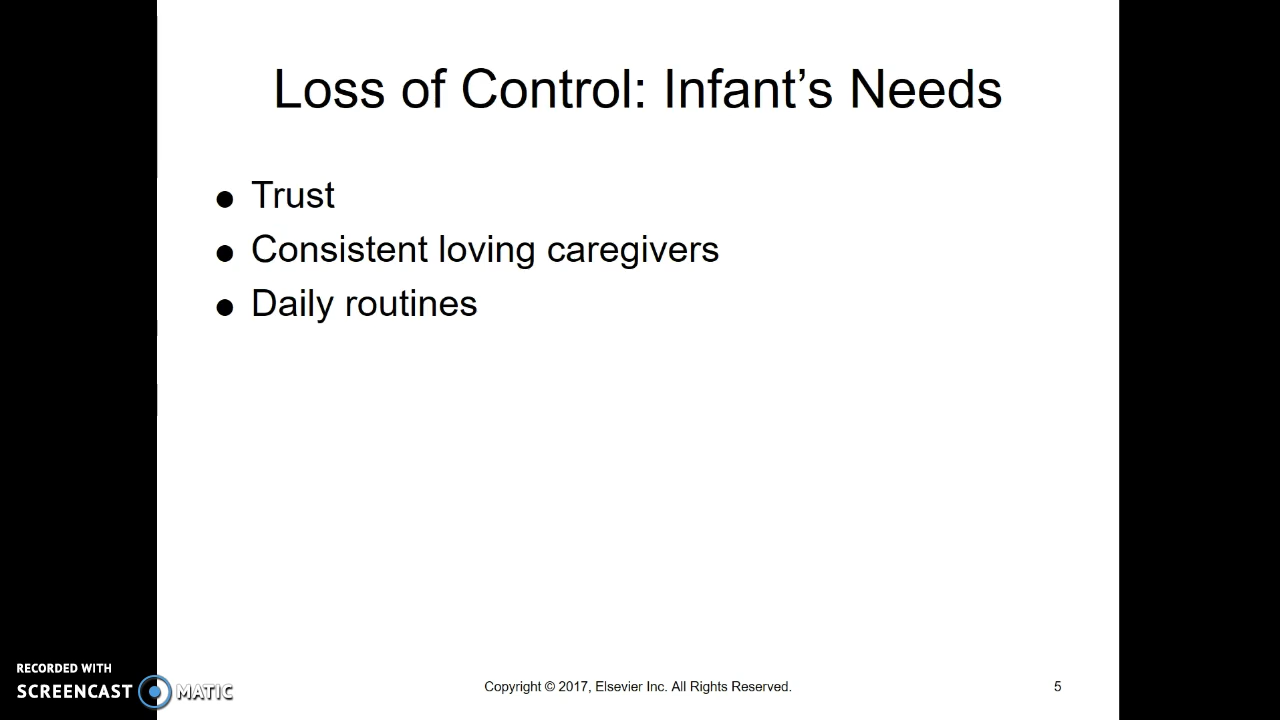 Loss of Control: Infant’s Needs
● Trust
● Consistent loving caregivers
● Daily routines
RECORDED WITH
SCREENCAST MATIC
Copyright © 2017, Elsevier Inc. All Rights Reserved.
5